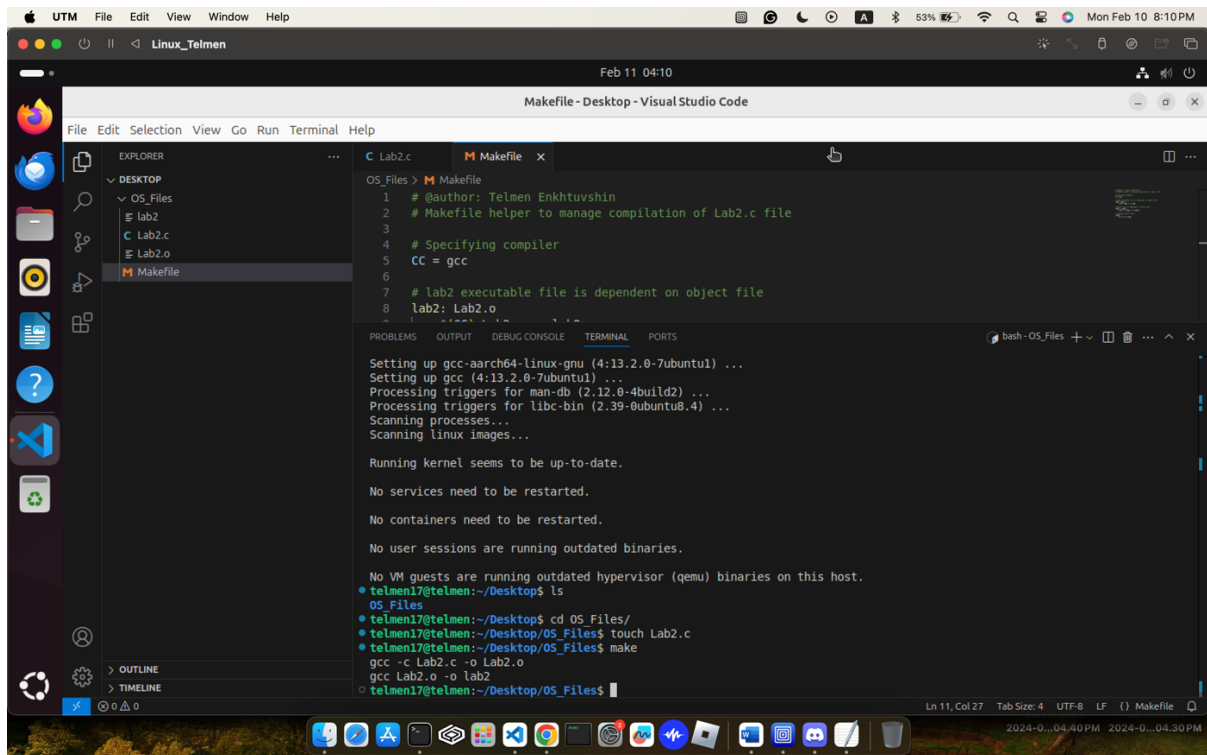 UTM File Edit View Window Help
A 53% Mon Feb 10 8:10PM
Linux_Telmen
Feb 11 04:10
Makefile - Desktop - Visual Studio Code
File Edit Selection View Go Run Terminal Help
EXPLORER
DESKTOP
OS_Files
lab2
C Lab2.c
Lab2.o
M Makefile
OUTLINE
TIMELINE
C Lab2.c M Makefile
OS_Files > M Makefile
1 # @author: Telmen Enkhtuvshin
2 # Makefile helper to manage compilation of Lab2.c file
3
4 # Specifying compiler
5 CC = gcc
6
7 # lab2 executable file is dependent on object file
8 lab2: Lab2.o
PROBLEMS OUTPUT DEBUG CONSOLE TERMINAL PORTS
bash - OS_Files
Setting up gcc-aarch64-linux-gnu (4:13.2.0-7ubuntu1) ...
Setting up gcc (4:13.2.0-7ubuntu1) ...
Processing triggers for man-db (2.12.0-4build2) ...
Processing triggers for libc-bin (2.39-0ubuntu8.4) ...
Scanning processes...
Scanning linux images...
Running kernel seems to be up-to-date.
No services need to be restarted.
No containers need to be restarted.
No user sessions are running outdated binaries.
No VM guests are running outdated hypervisor (qemu) binaries on this host.
telmen17@telmen:~/Desktop$ ls
OS_Files
telmen17@telmen:~/Desktop$ cd OS_Files/
telmen17@telmen:~/Desktop/OS_Files$ touch Lab2.c
telmen17@telmen:~/Desktop/OS_Files$ make
gcc -c Lab2.c -o Lab2.o
gcc Lab2.o -o lab2
telmen17@telmen:~/Desktop/OS_Files$
0 0 Ln 11, Col 27 Tab Size: 4 UTF-8 LF {} Makefile
2024-0...04.40 PM 2024-0...04.30 PM